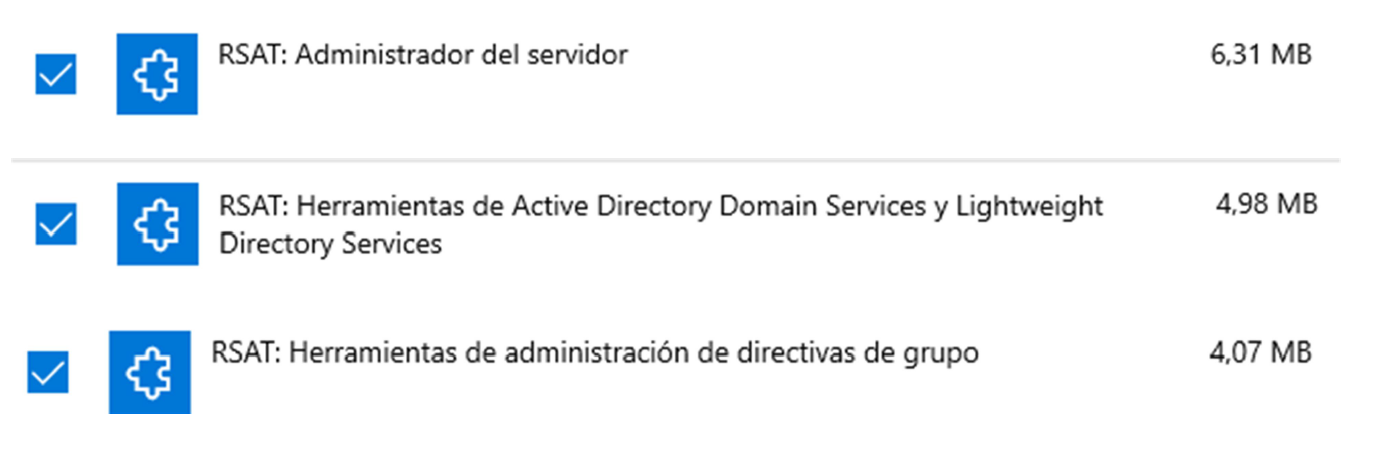 RSAT: Administrador del servidor 6,31 MB
RSAT: Herramientas de Active Directory Domain Services y Lightweight 4,98 MB
Directory Services
RSAT: Herramientas de administración de directivas de grupo 4,07 MB